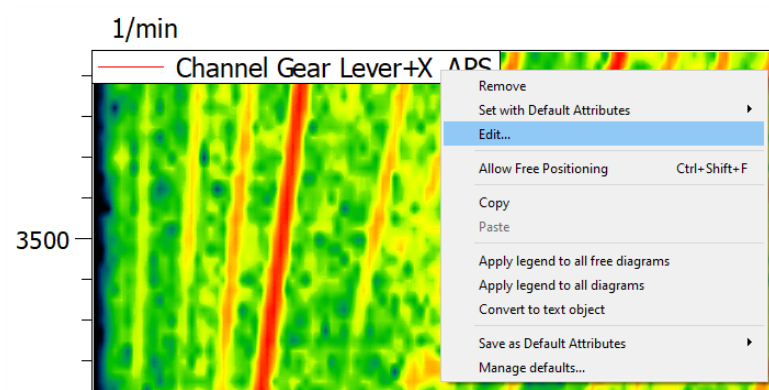 1/min
Channel Gear Lever+X APS
Remove
Set with Default Attributes
Edit...
Allow Free Positioning Ctrl+Shift+F
3500
Copy
Paste
Apply legend to all free diagrams
Apply legend to all diagrams
Convert to text object
Save as Default Attributes
Manage defaults...